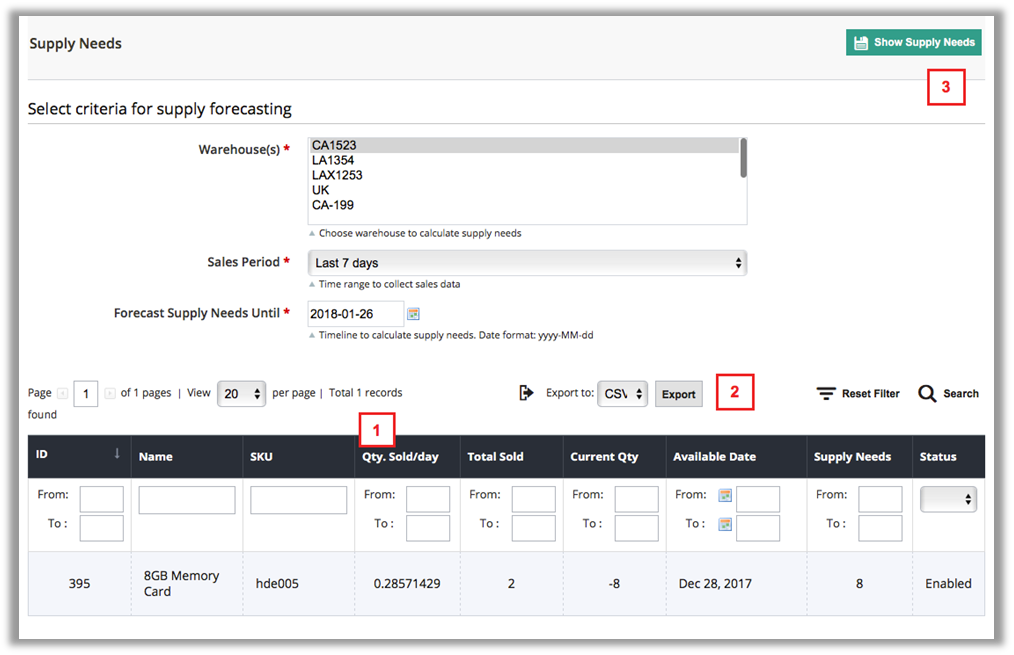 Supply Needs
Show Supply Needs
3
Select criteria for supply forecasting
Warehouse(s) *
CA1523
LA1354
LAX1253
UK
CA-199
Choose warehouse to calculate supply needs
Sales Period *
Last 7 days
Time range to collect sales data
Forecast Supply Needs Until *
2018-01-26
Timeline to calculate supply needs. Date format: yyyy-MM-dd
Page 1 of 1 pages | View 20 per page | Total 1 records found
Export to: CSV Export
2
Reset Filter
Search
1
ID Name SKU Qty. Sold/day Total Sold Current Qty Available Date Supply Needs Status
From: From: From: From: From: From:
To : To : To : To : To : To :
395 8GB Memory Card hde005 0.28571429 2 -8 Dec 28, 2017 8 Enabled